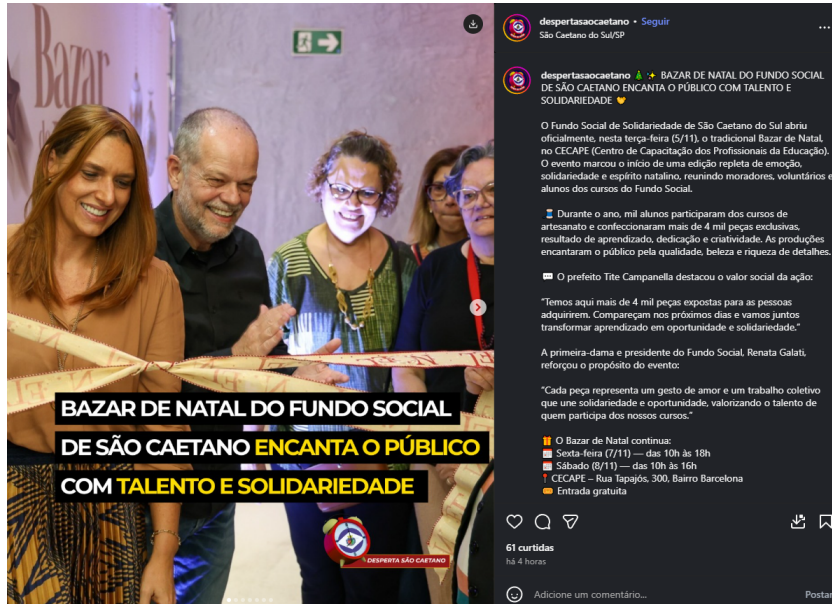 Bazar
BAZAR DE NATAL DO FUNDO SOCIAL
DE SÃO CAETANO ENCANTA O PÚBLICO
COM TALENTO E SOLIDARIEDADE
DESPERTA SÃO CAETANO
despertasaocaetano • Seguir
São Caetano do Sul/SP
despertasaocaetano 🎄✨ BAZAR DE NATAL DO FUNDO SOCIAL
DE SÃO CAETANO ENCANTA O PÚBLICO COM TALENTO E
SOLIDARIEDADE 💛
O Fundo Social de Solidariedade de São Caetano do Sul abriu
oficialmente, nesta terça-feira (5/11), o tradicional Bazar de Natal,
no CECAPE (Centro de Capacitação dos Profissionais da Educação).
O evento marcou o início de uma edição repleta de emoção,
solidariedade e espírito natalino, reunindo moradores, voluntários e
alunos dos cursos do Fundo Social.
🧵 Durante o ano, mil alunos participaram dos cursos de
artesanato e confeccionaram mais de 4 mil peças exclusivas,
resultado de aprendizado, dedicação e criatividade. As produções
encantaram o público pela qualidade, beleza e riqueza de detalhes.
💬 O prefeito Tite Campanella destacou o valor social da ação:
"Temos aqui mais de 4 mil peças expostas para as pessoas
adquirirem. Compareçam nos próximos dias e vamos juntos
transformar aprendizado em oportunidade e solidariedade."
A primeira-dama e presidente do Fundo Social, Renata Galati,
reforçou o propósito do evento:
"Cada peça representa um gesto de amor e um trabalho coletivo
que une solidariedade e oportunidade, valorizando o talento de
quem participa dos nossos cursos."
🎁 O Bazar de Natal continua:
📅 Sexta-feira (7/11) — das 10h às 18h
📅 Sábado (8/11) — das 10h às 16h
📍 CECAPE – Rua Tapajós, 300, Bairro Barcelona
🎟️ Entrada gratuita
61 curtidas
há 4 horas
Adicione um comentário...
Postar